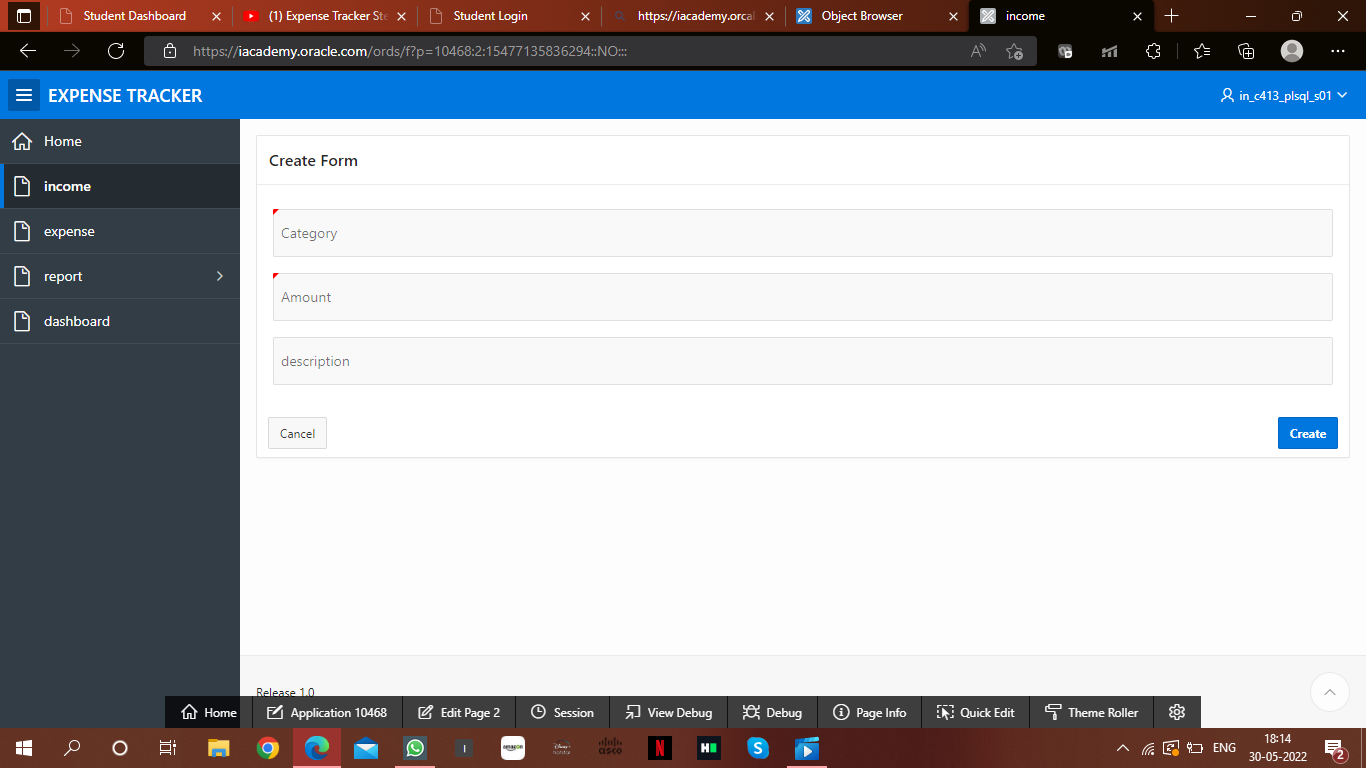 Student Dashboard
(1) Expense Tracker Ste
Student Login
https://iacademy.orcal
Object Browser
income
https://iacademy.oracle.com/ords/f?p=10468:2:15477135836294::NO:::
EXPENSE TRACKER
in_c413_plsql_s01
Home
income
expense
report
dashboard
Create Form
Category
Amount
description
Cancel
Create
Release 1.0
Home
Application 10468
Edit Page 2
Session
View Debug
Debug
Page Info
Quick Edit
Theme Roller
amazon
ENG
18:14
30-05-2022
2